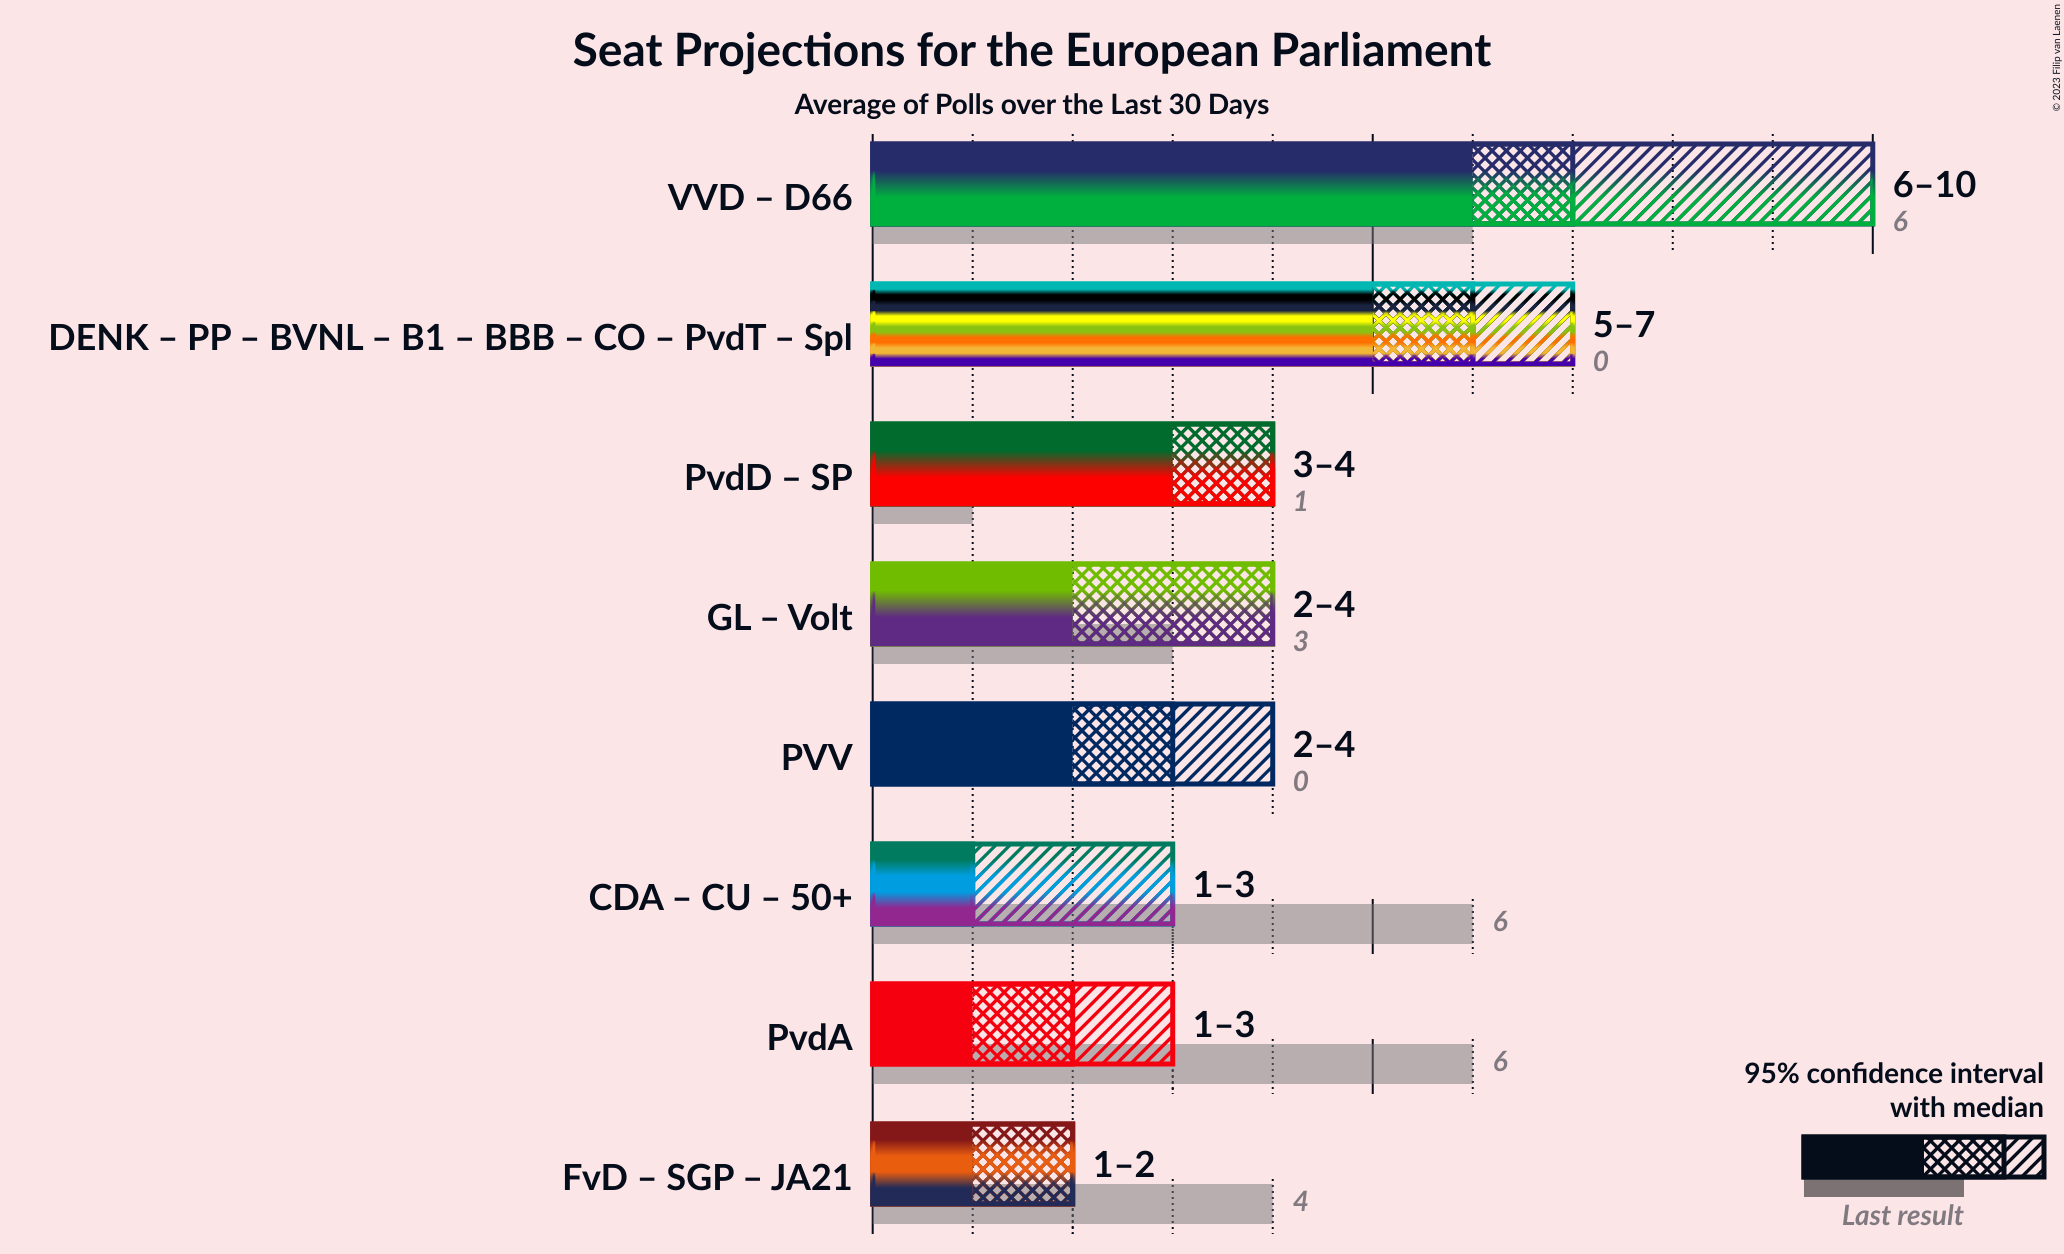 Seat Projections for the European Parliament
Average of Polls over the Last 30 Days
© 2023 Filip van Laenen
VVD – D66
6–10
6
DENK – PP – BVNL – B1 – BBB – CO – PvdT – Spl
5–7
0
PvdD – SP
3–4
1
GL – Volt
2–4
3
PVV
2–4
0
CDA – CU – 50+
1–3
6
PvdA
1–3
6
FvD – SGP – JA21
1–2
4
95% confidence interval
with median
Last result